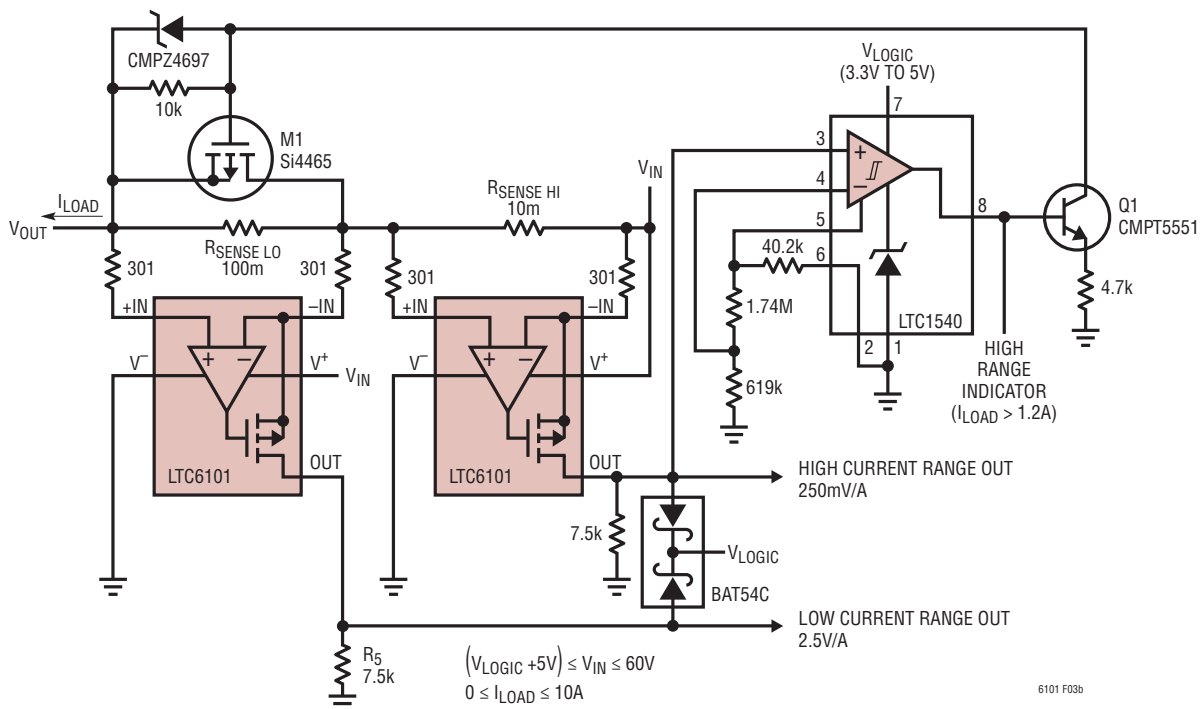 CMPZ4697
10k
M1
Si4465
VLOGIC
(3.3V TO 5V)
7
3
4
5
6
8
2
1
+
–
40.2k
1.74M
619k
LTC1540
Q1
CMPT5551
4.7k
HIGH
RANGE
INDICATOR
(ILOAD > 1.2A)
VIN
ILOAD
VOUT
RSENSE LO
100m
RSENSE HI
10m
301
301
301
301
+IN
–IN
+IN
–IN
V–
+ –
V+
VIN
V–
+ –
V+
OUT
LTC6101
OUT
LTC6101
HIGH CURRENT RANGE OUT
250mV/A
7.5k
VLOGIC
BAT54C
LOW CURRENT RANGE OUT
2.5V/A
R5
7.5k
(VLOGIC +5V) ≤ VIN ≤ 60V
0 ≤ ILOAD ≤ 10A
6101 F03b